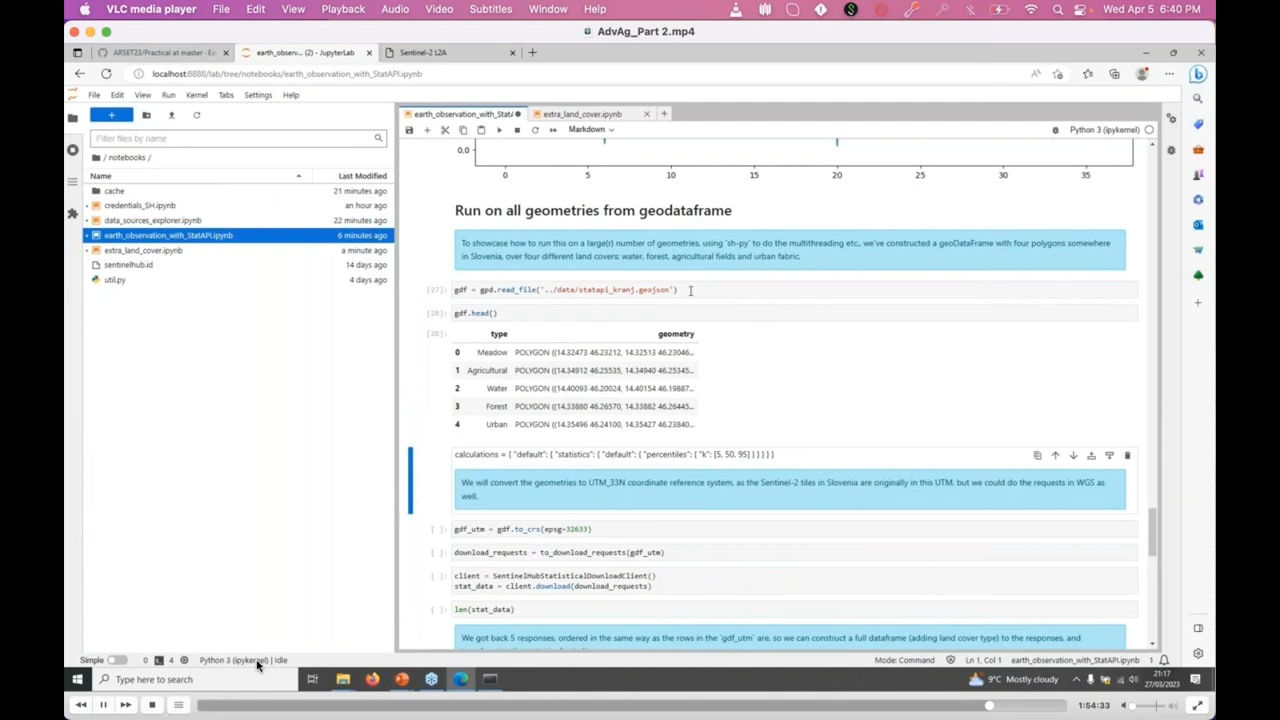 VLC media player File Edit View Playback Audio Video Subtitles Window Help Wed Apr 5 6:40 PM
AdvAg_Part 2.mp4
ARSET23/Practical at master · Ea
earth_observ... (2) - JupyterLab
Sentinel-2 L2A
localhost:8888/lab/tree/notebooks/earth_observation_with_StatAPI.ipynb
File Edit View Run Kernel Tabs Settings Help
Filter files by name
/ notebooks /
Name Last Modified
cache 21 minutes ago
credentials_SH.ipynb an hour ago
data_sources_explorer.ipynb 22 minutes ago
earth_observation_with_StatAPI.ipynb 6 minutes ago
extra_land_cover.ipynb a minute ago
sentinelhub.id 14 days ago
util.py 4 days ago
earth_observation_with_StatA
extra_land_cover.ipynb
Markdown
Python 3 (ipykernel)
0.0
0 5 10 15 20 25 30 35
Run on all geometries from geodataframe
To showcase how to run this on a large(r) number of geometries, using `sh-py` to do the multithreading etc., we've constructed a geoDataFrame with four polygons somewhere
in Slovenia, over four different land covers: water, forest, agricultural fields and urban fabric.
[27]: gdf = gpd.read_file('../data/statapi_kranj.geojson')
[28]: gdf.head()
[28]: type geometry
0 Meadow POLYGON ((14.32473 46.23212, 14.32513 46.23046...
1 Agricultural POLYGON ((14.34912 46.25535, 14.34940 46.25345...
2 Water POLYGON ((14.40093 46.20024, 14.40154 46.19887...
3 Forest POLYGON ((14.33880 46.26570, 14.33882 46.26445...
4 Urban POLYGON ((14.35496 46.24100, 14.35427 46.23840...
calculations = { "default": { "statistics": { "default": { "percentiles": { "k": [5, 50, 95] } } } } }
We will convert the geometries to UTM_33N coordinate reference system, as the Sentinel-2 tiles in Slovenia are originally in this UTM, but we could do the requests in WGS as
well.
[ ]: gdf_utm = gdf.to_crs(epsg=32633)
[ ]: download_requests = to_download_requests(gdf_utm)
[ ]: client = SentinelHubStatisticalDownloadClient()
stat_data = client.download(download_requests)
[ ]: len(stat_data)
We got back 5 responses, ordered in the same way as the rows in the `gdf_utm` are, so we can construct a full dataframe (adding land cover type) to the responses, and
Simple 0 4 Python 3 (ipykernel) | Idle Mode: Command Ln 1, Col 1 earth_observation_with_StatAPI.ipynb 1
Type here to search
9°C Mostly cloudy
21:17
27/03/2023
1:54:33